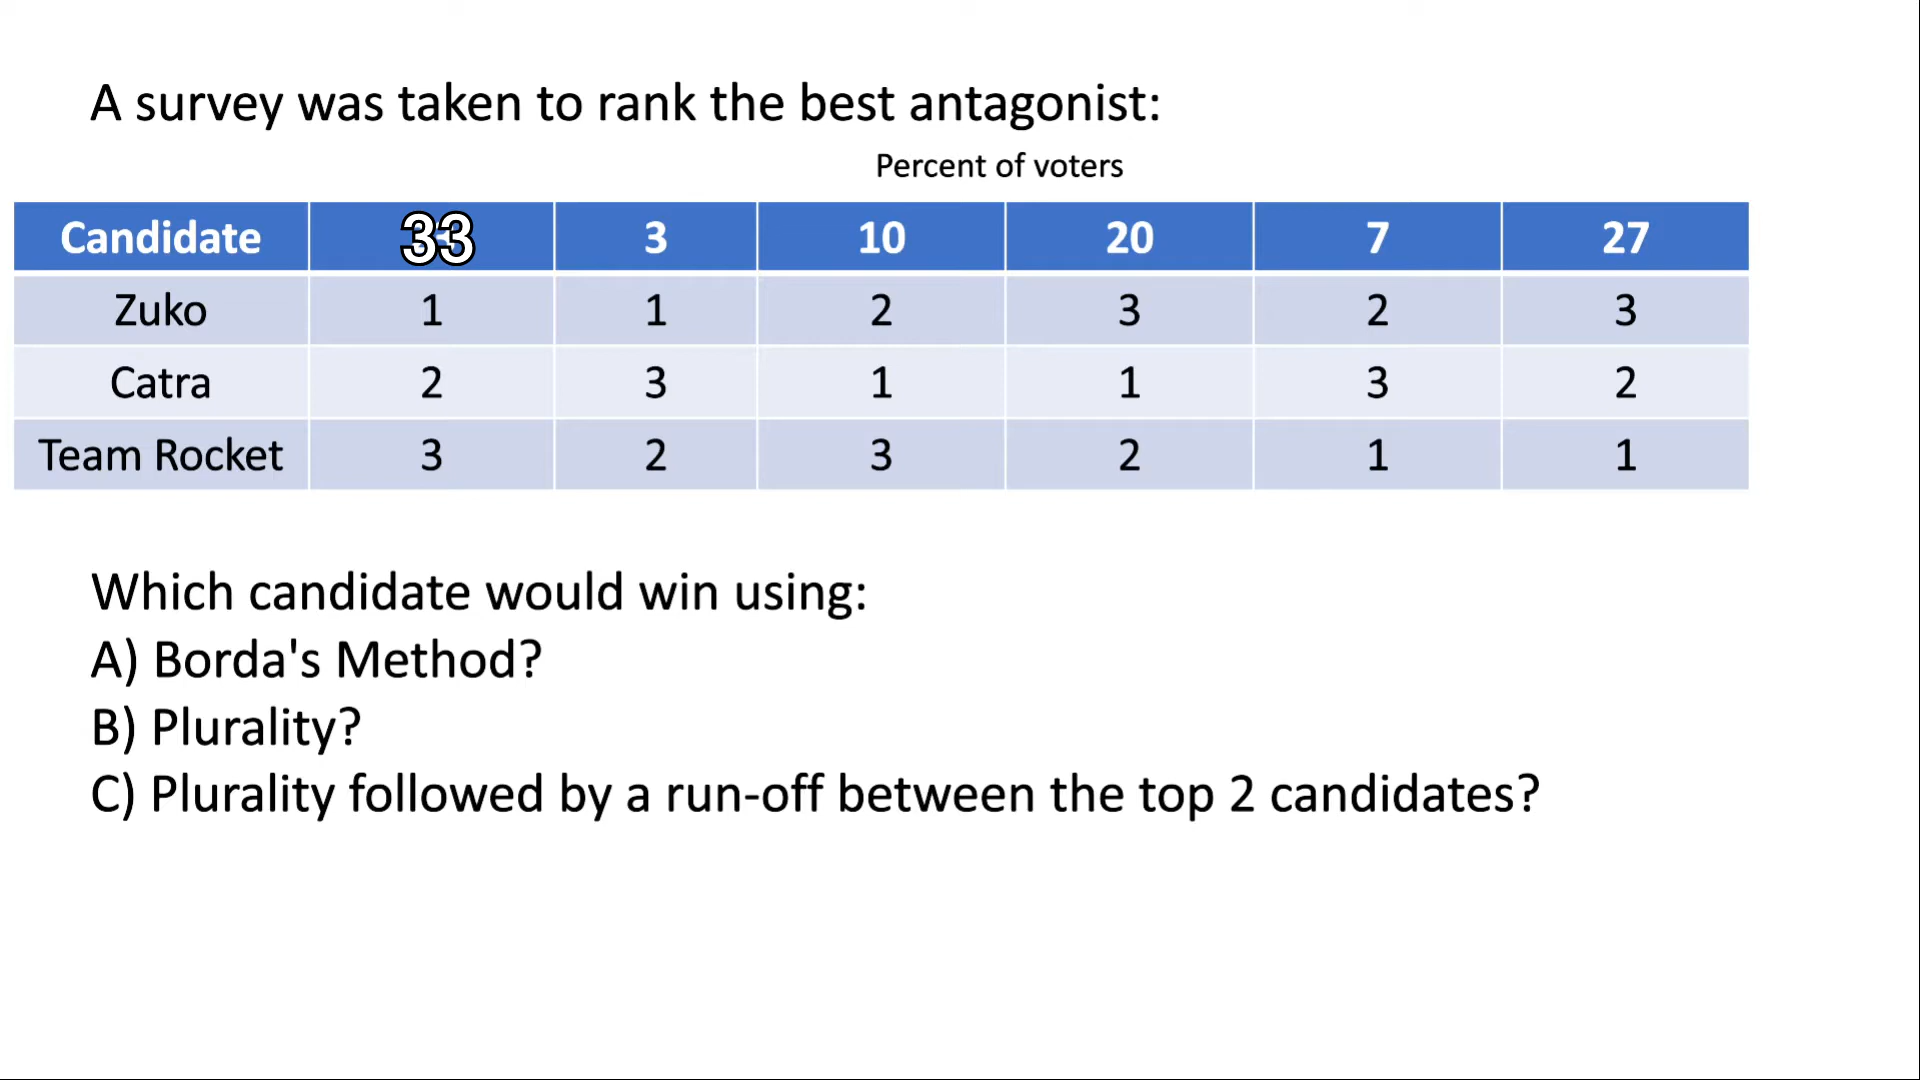 A survey was taken to rank the best antagonist:
Percent of voters
Candidate 33 3 10 20 7 27
Zuko 1 1 2 3 2 3
Catra 2 3 1 1 3 2
Team Rocket 3 2 3 2 1 1
Which candidate would win using:
A) Borda's Method?
B) Plurality?
C) Plurality followed by a run-off between the top 2 candidates?